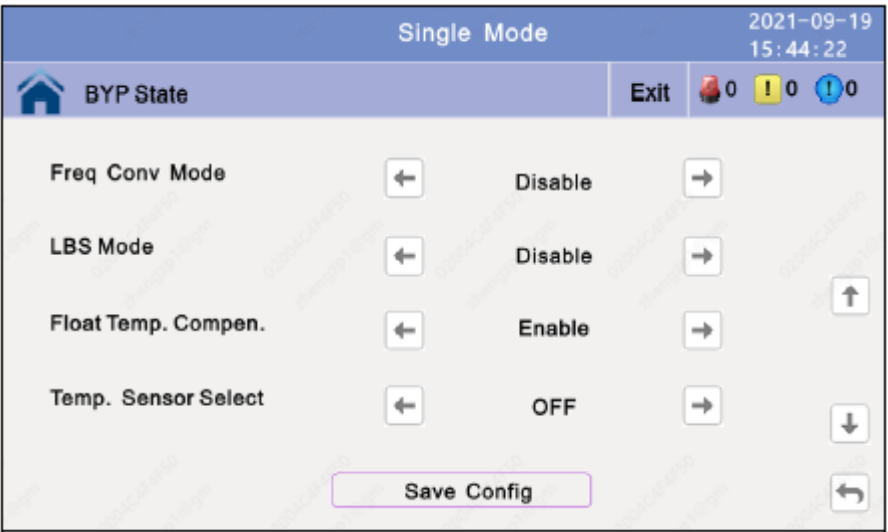 Single Mode
2021-09-19
15:44:22
BYP State
Exit
0
! 0
! 0
Freq Conv Mode
Disable
LBS Mode
Disable
Float Temp. Compen.
Enable
Temp. Sensor Select
OFF
Save Config